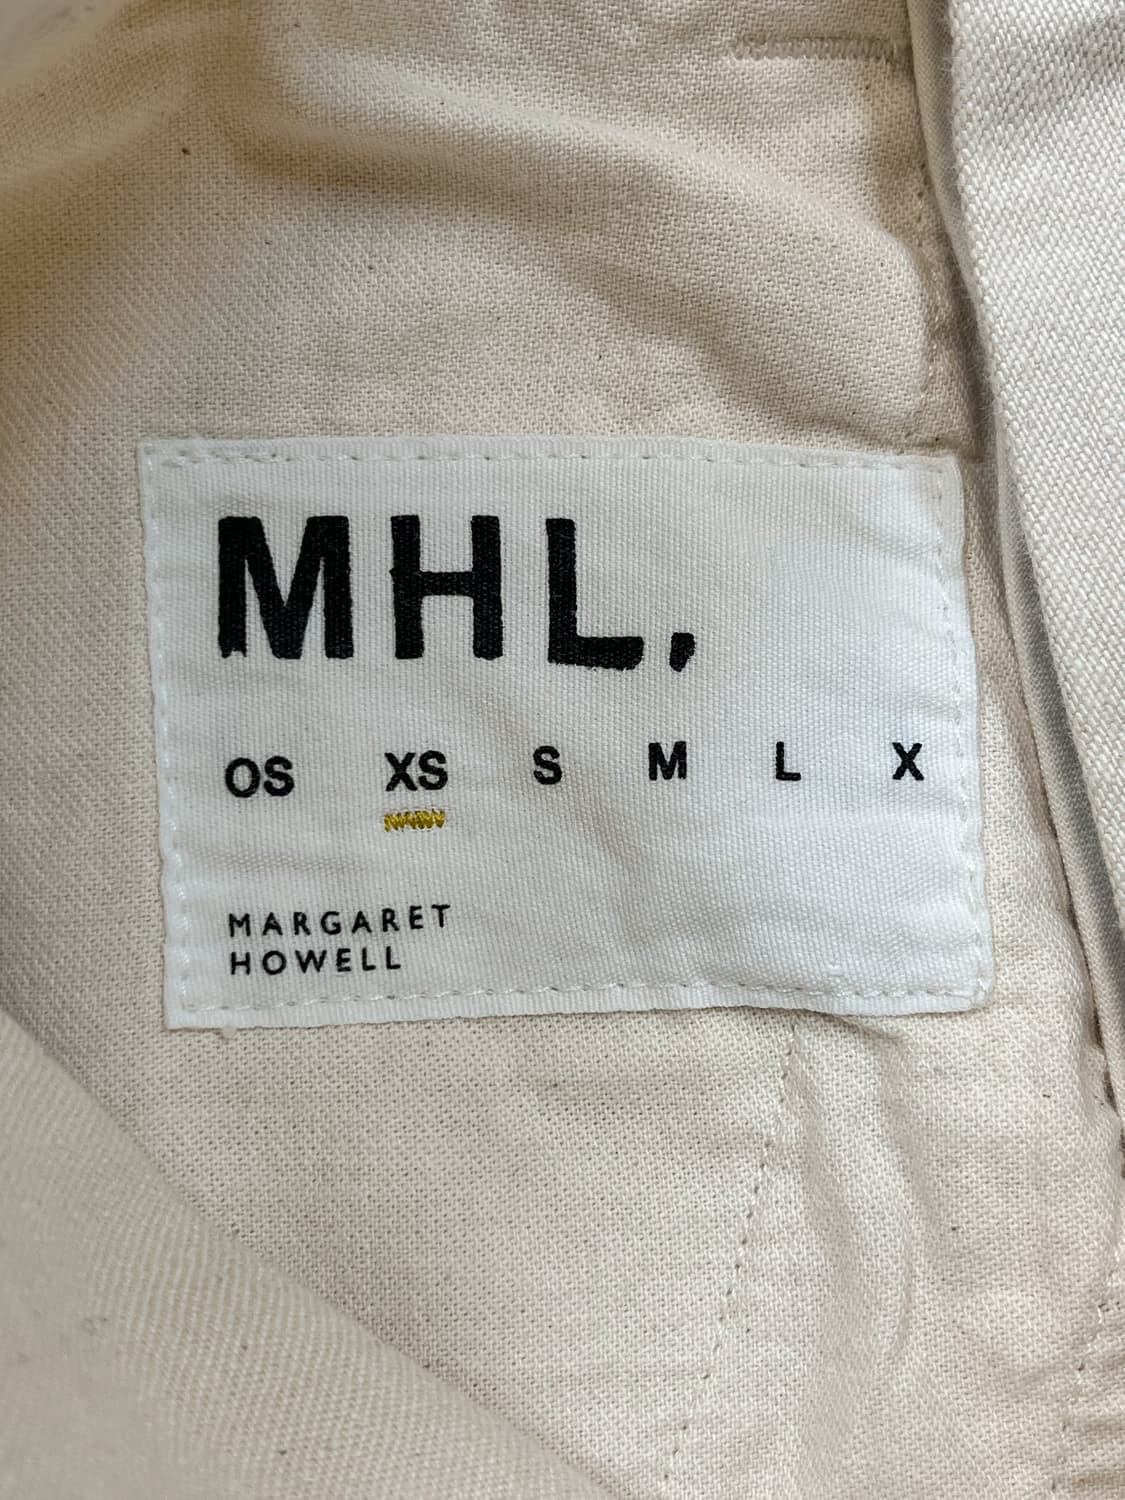 MHL.
OS XS S M L X
MARGARET
HOWELL